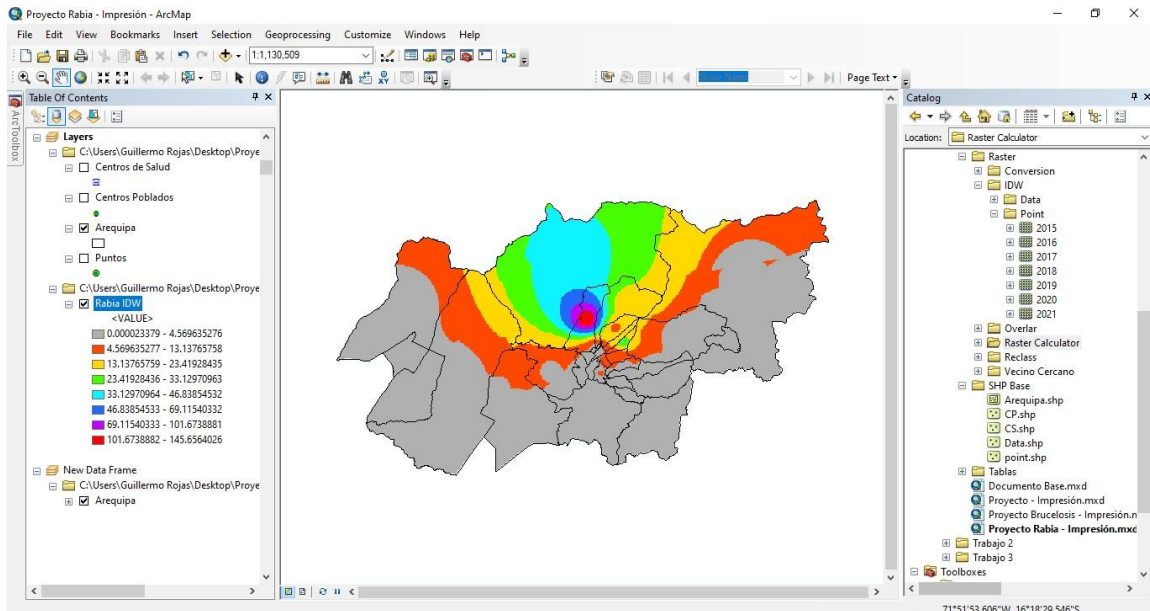 Proyecto Rabia - Impresión - ArcMap
File Edit View Bookmarks Insert Selection Geoprocessing Customize Windows Help
1:1,130,509
Page Text
ArcToolbox
Table Of Contents
Layers
C:\Users\Guillermo Rojas\Desktop\Proye
Centros de Salud
Centros Poblados
Arequipa
Puntos
C:\Users\Guillermo Rojas\Desktop\Proye
Rabia IDW
<VALUE>
0.000023379 - 4.569635276
4.569635277 - 13.13765758
13.13765759 - 23.41928435
23.41928436 - 33.12970963
33.12970964 - 46.83854532
46.83854533 - 69.11540332
69.11540333 - 101.6738881
101.6738882 - 145.6564026
New Data Frame
C:\Users\Guillermo Rojas\Desktop\Proye
Arequipa
Catalog
Location: Raster Calculator
Raster
Conversion
IDW
Data
Point
2015
2016
2017
2018
2019
2020
2021
Overlar
Raster Calculator
Reclass
Vecino Cercano
SHP Base
Arequipa.shp
CP.shp
CS.shp
Data.shp
point.shp
Tablas
Documento Base.mxd
Proyecto - Impresión.mxd
Proyecto Brucelosis - Impresión.m
Proyecto Rabia - Impresión.mxd
Trabajo 2
Trabajo 3
Toolboxes
71°51'53.606"W 16°18'29.546"S